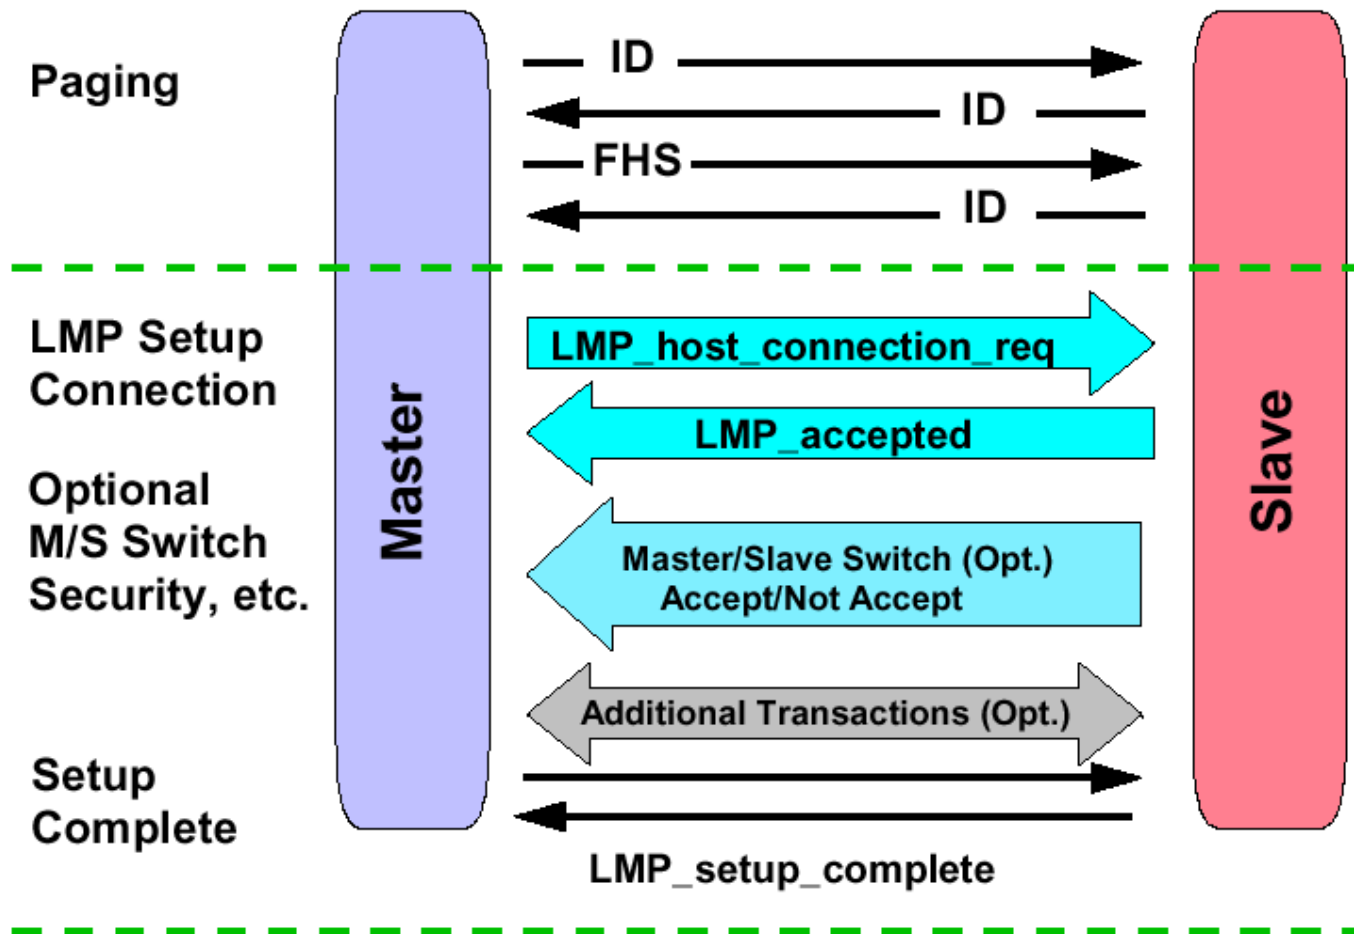 Paging
ID
ID
FHS
ID
LMP Setup
Connection
LMP_host_connection_req
LMP_accepted
Master
Slave
Optional
M/S Switch
Security, etc.
Master/Slave Switch (Opt.)
Accept/Not Accept
Additional Transactions (Opt.)
Setup
Complete
LMP_setup_complete